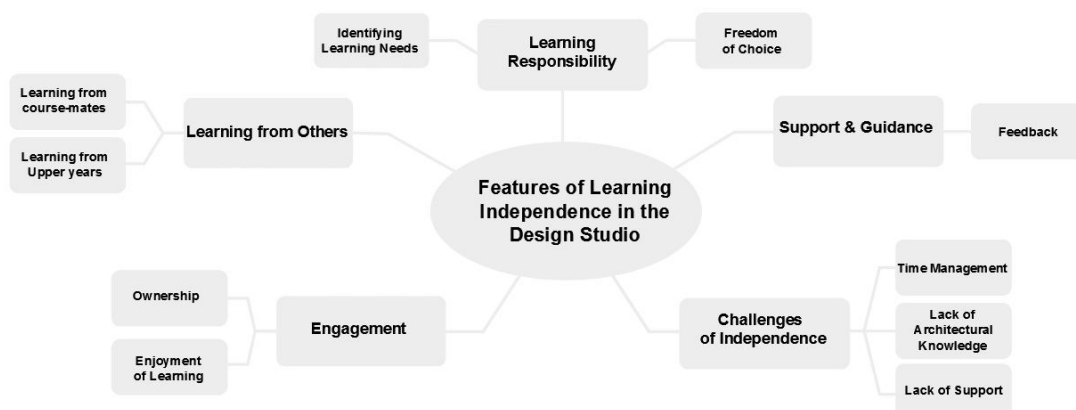 Identifying
Learning Needs
Learning
Responsibility
Freedom
of Choice
Learning from
course-mates
Learning from Others
Learning from
Upper years
Support & Guidance
Feedback
Features of Learning
Independence in the
Design Studio
Ownership
Engagement
Enjoyment
of Learning
Challenges
of Independence
Time Management
Lack of
Architectural
Knowledge
Lack of Support